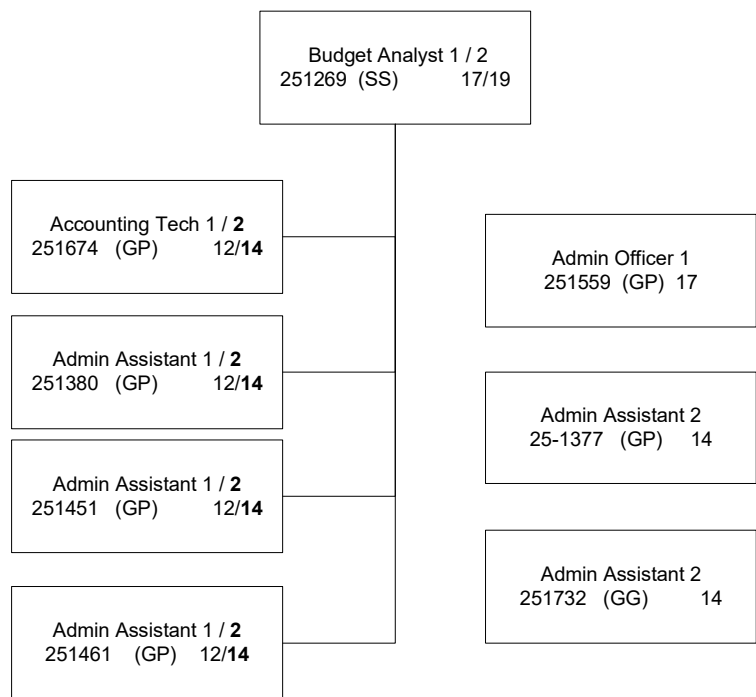 Budget Analyst 1 / 2
251269 (SS) 17/19
Accounting Tech 1 / 2
251674 (GP) 12/14
Admin Officer 1
251559 (GP) 17
Admin Assistant 1 / 2
251380 (GP) 12/14
Admin Assistant 2
25-1377 (GP) 14
Admin Assistant 1 / 2
251451 (GP) 12/14
Admin Assistant 2
251732 (GG) 14
Admin Assistant 1 / 2
251461 (GP) 12/14